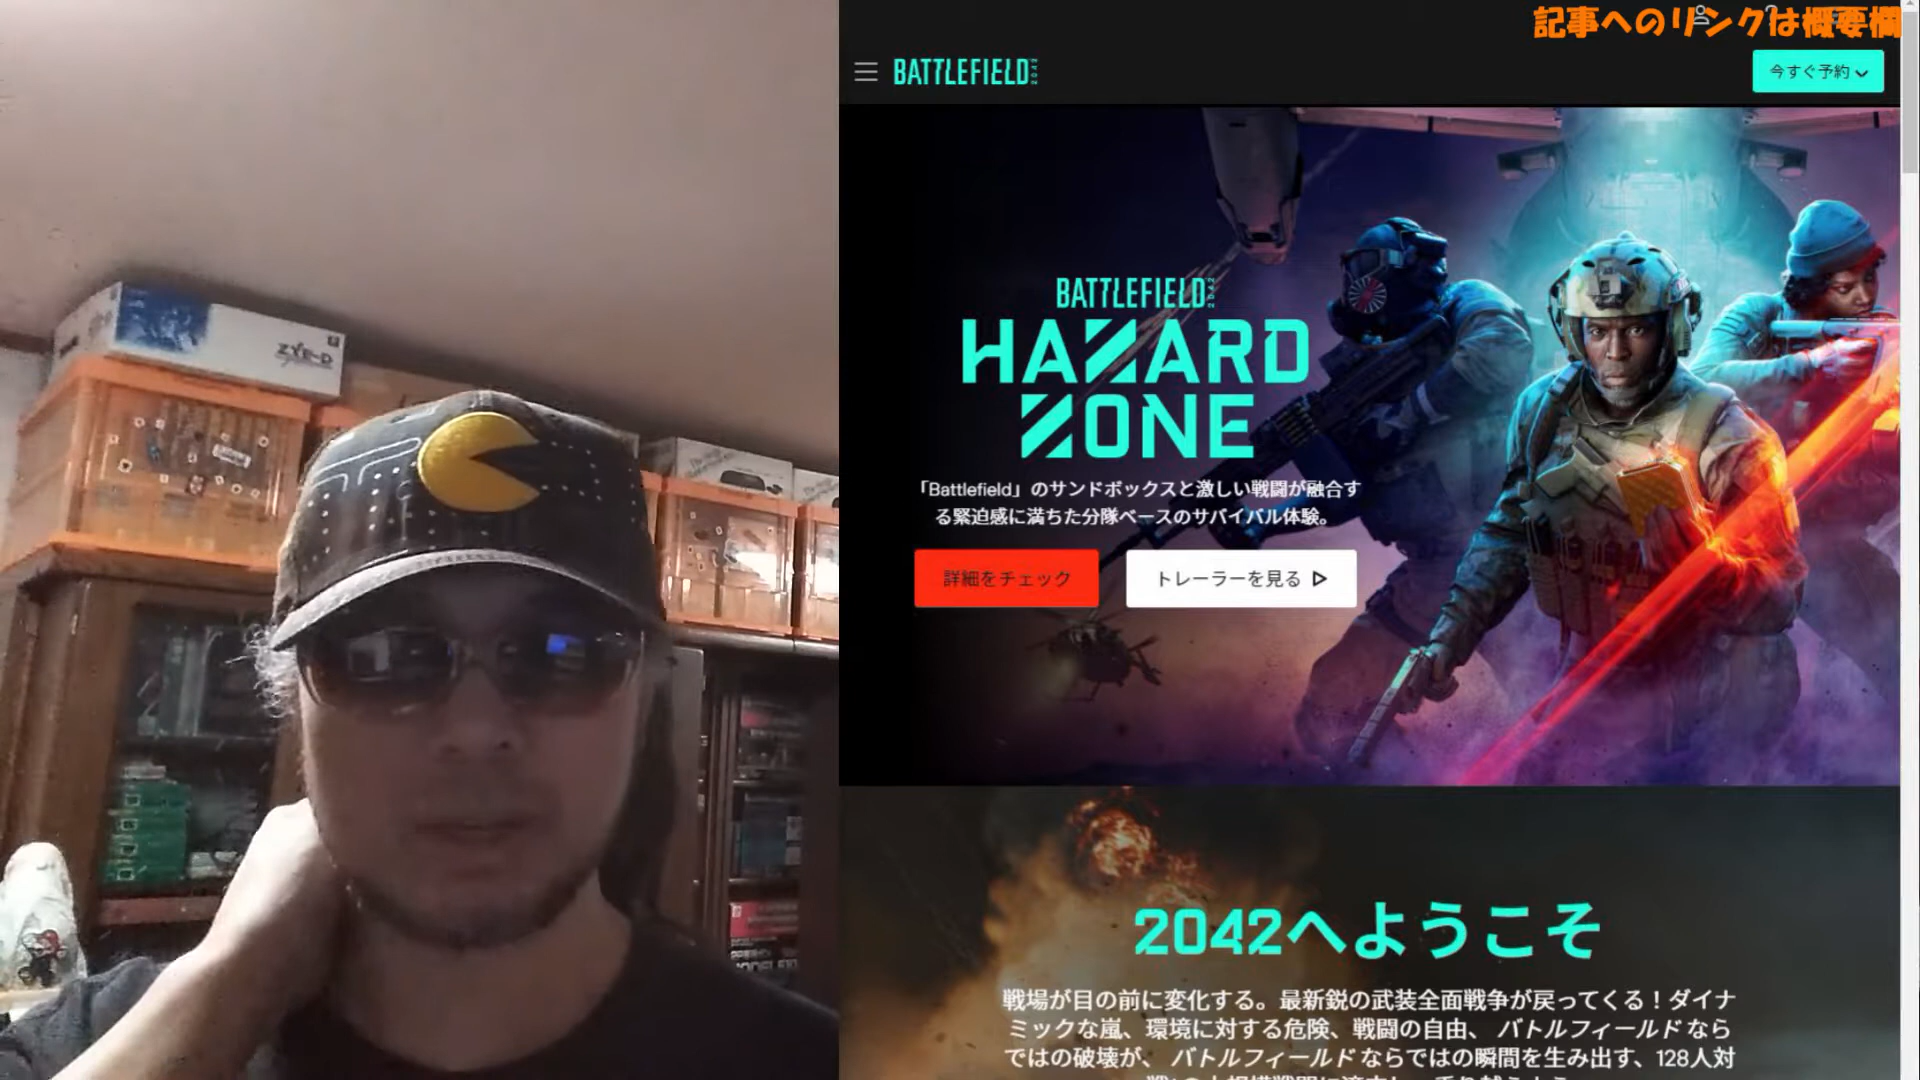 記事へのリンクは概要欄
BATTLEFIELD 2042
今すぐ予約
ZXE-D
BATTLEFIELD 2042
HAZARD
ZONE
「Battlefield」のサンドボックスと激しい戦闘が融合す
る緊迫感に満ちた分隊ベースのサバイバル体験。
詳細をチェック
トレーラーを見る
2042へようこそ
戦場が目の前に変化する。最新鋭の武装全面戦争が戻ってくる！ダイナ
ミックな嵐、環境に対する危険、戦闘の自由、 バトルフィールド なら
ではの破壊が、 バトルフィールド ならではの瞬間を生み出す、128人対